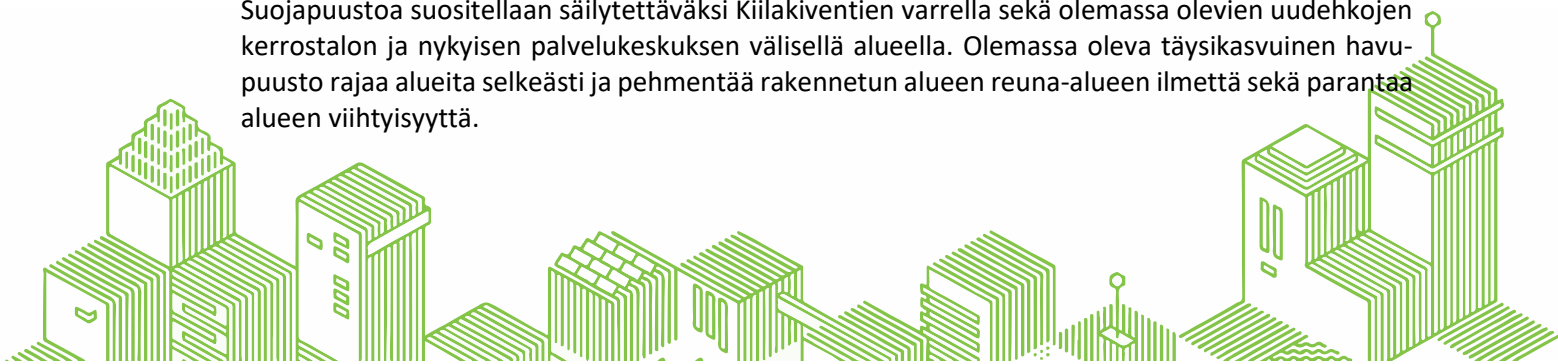 Suojapuustoa suositellaan säilytettäväksi Kiilakiventien varrella sekä olemassa olevien uudehkojen
kerrostalon ja nykyisen palvelukeskuksen välisellä alueella. Olemassa oleva täysikasvuinen havu-
puusto rajaa alueita selkeästi ja pehmentää rakennetun alueen reuna-alueen ilmettä sekä parantaa
alueen viihtyisyyttä.